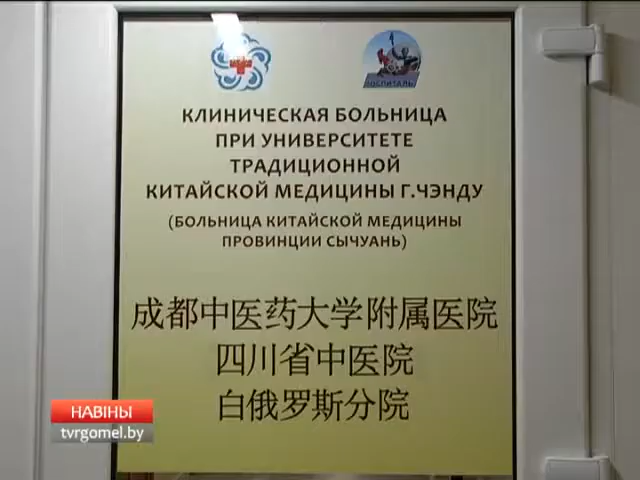 ГОСПИТАЛЬ
КЛИНИЧЕСКАЯ БОЛЬНИЦА
ПРИ УНИВЕРСИТЕТЕ
ТРАДИЦИОННОЙ
КИТАЙСКОЙ МЕДИЦИНЫ Г.ЧЭНДУ
(БОЛЬНИЦА КИТАЙСКОЙ МЕДИЦИНЫ
ПРОВИНЦИИ СЫЧУАНЬ)
成都中医药大学附属医院
四川省中医院
白俄罗斯分院
НАВІНЫ
tvrgomel.by